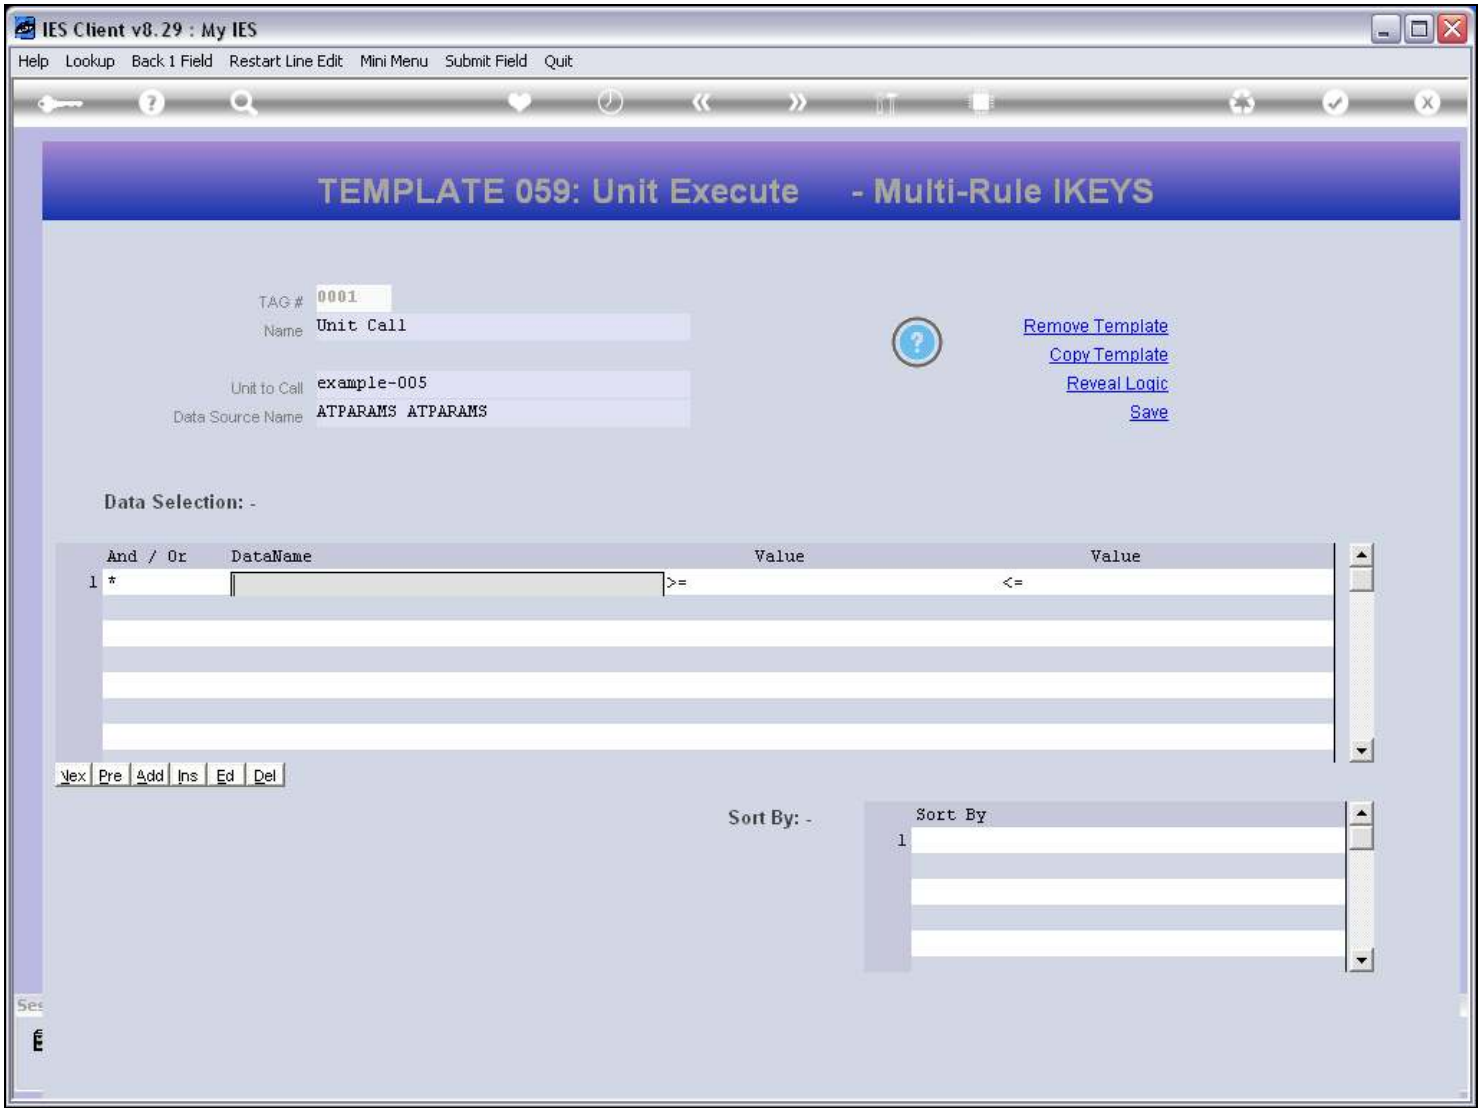 IES Client v8.29 : My IES
Help Lookup Back 1 Field Restart Line Edit Mini Menu Submit Field Quit
TEMPLATE 059: Unit Execute - Multi-Rule IKEYS
TAG # 0001
Name Unit Call
Remove Template
Copy Template
Unit to Call example-005
Reveal Logic
Data Source Name ATPARAMS ATPARAMS
Save
Data Selection: -
And / Or DataName Value Value
1 * >= <=
Pre Add Ins Ed Del
Sort By: -
Sort By
1